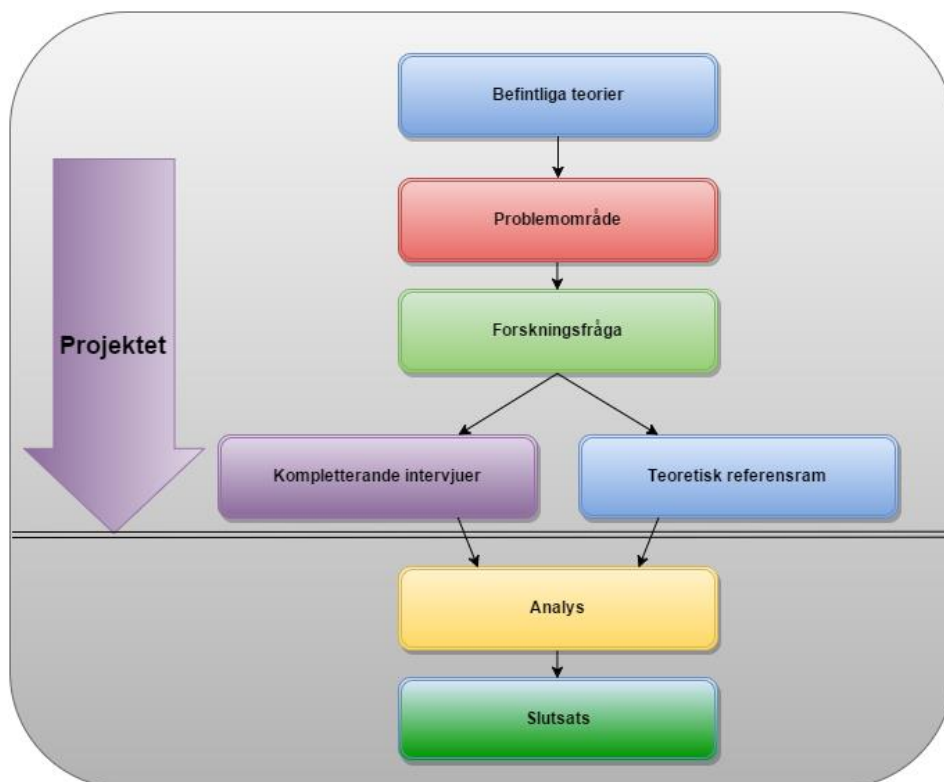 Befintliga teorier
Problemområde
Forskningsfråga
Projektet
Kompletterande intervjuer
Teoretisk referensram
Analys
Slutsats